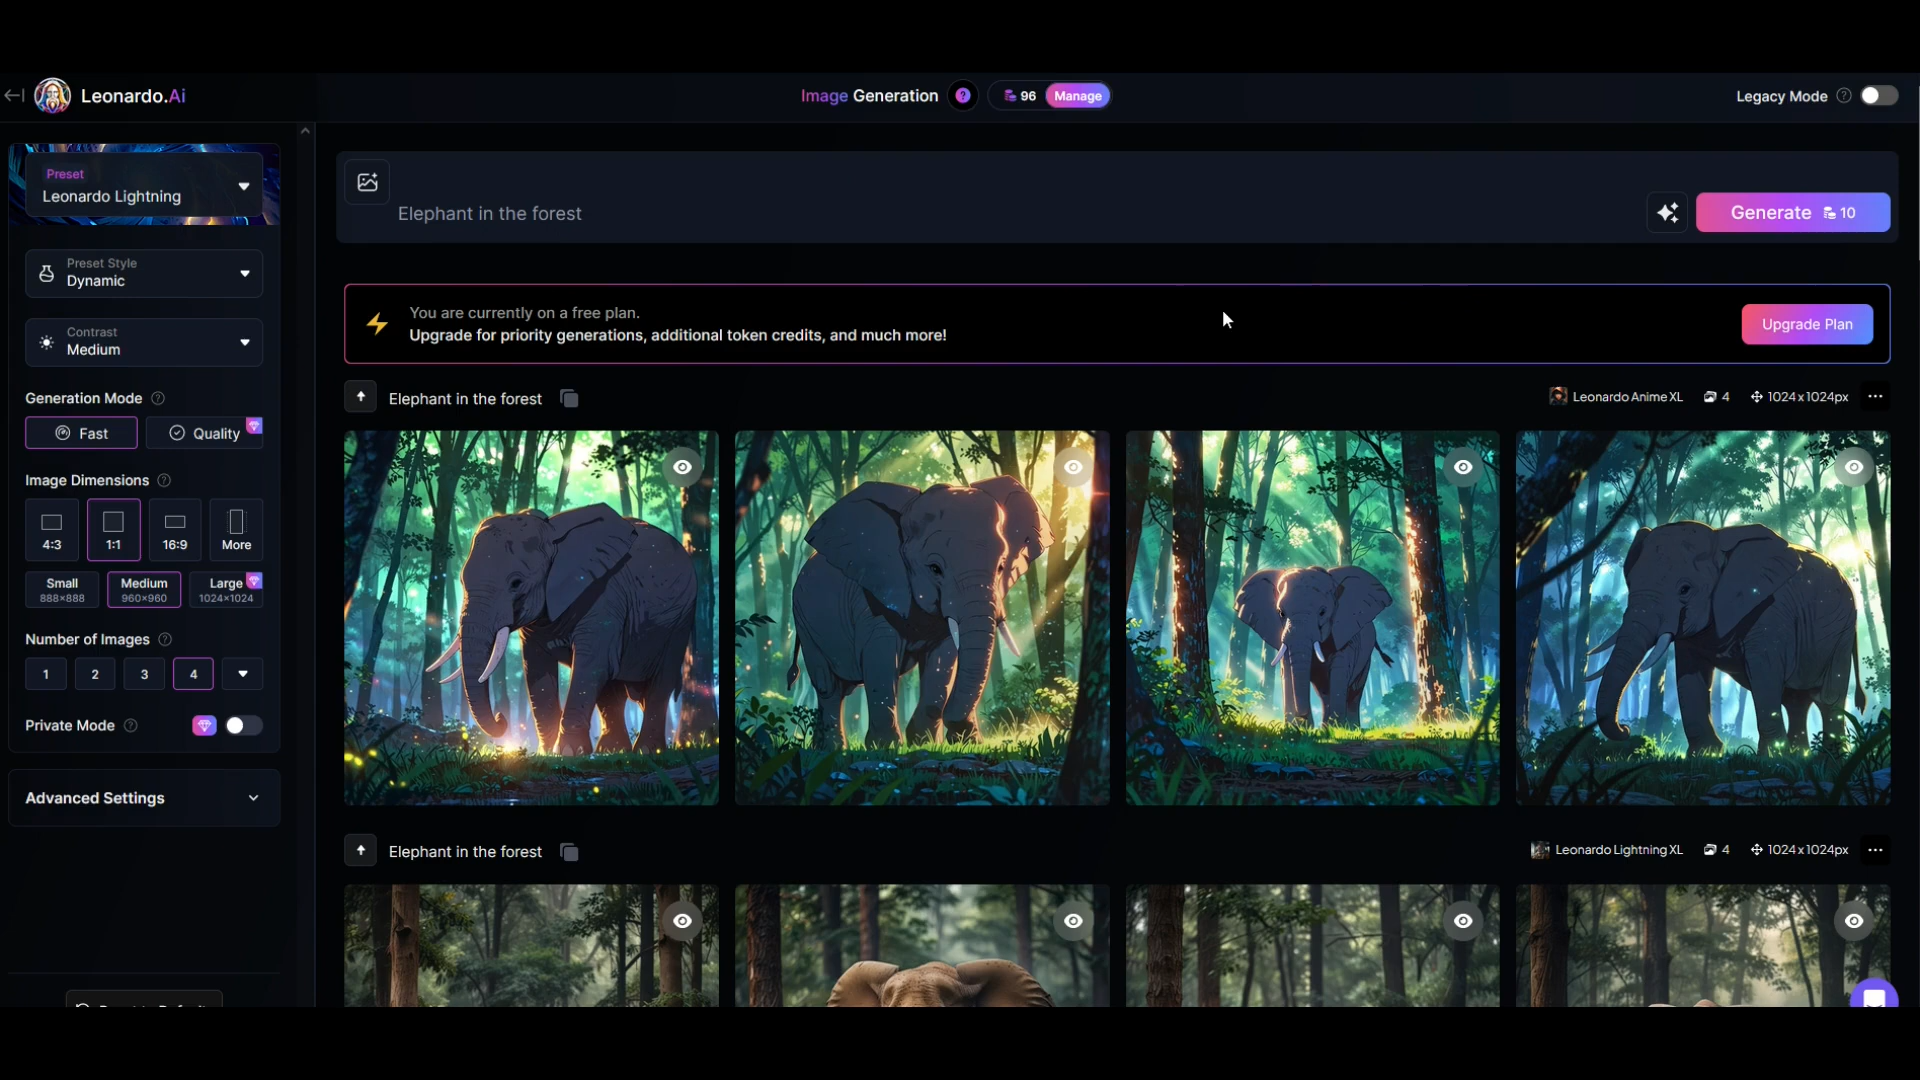 Leonardo.Ai
Image Generation ? 96 Manage
Legacy Mode ?
Preset
Leonardo Lightning
Elephant in the forest
Generate 10
Preset Style
Dynamic
Contrast
Medium
You are currently on a free plan.
Upgrade for priority generations, additional token credits, and much more!
Upgrade Plan
Generation Mode ?
Fast Quality
Image Dimensions ?
4:3 1:1 16:9 More
Small Medium Large
888×888 960×960 1024×1024
Number of Images ?
1 2 3 4
Private Mode ?
Advanced Settings
Elephant in the forest
Leonardo Anime XL 4 1024x1024px
Elephant in the forest
Leonardo Lightning XL 4 1024x1024px